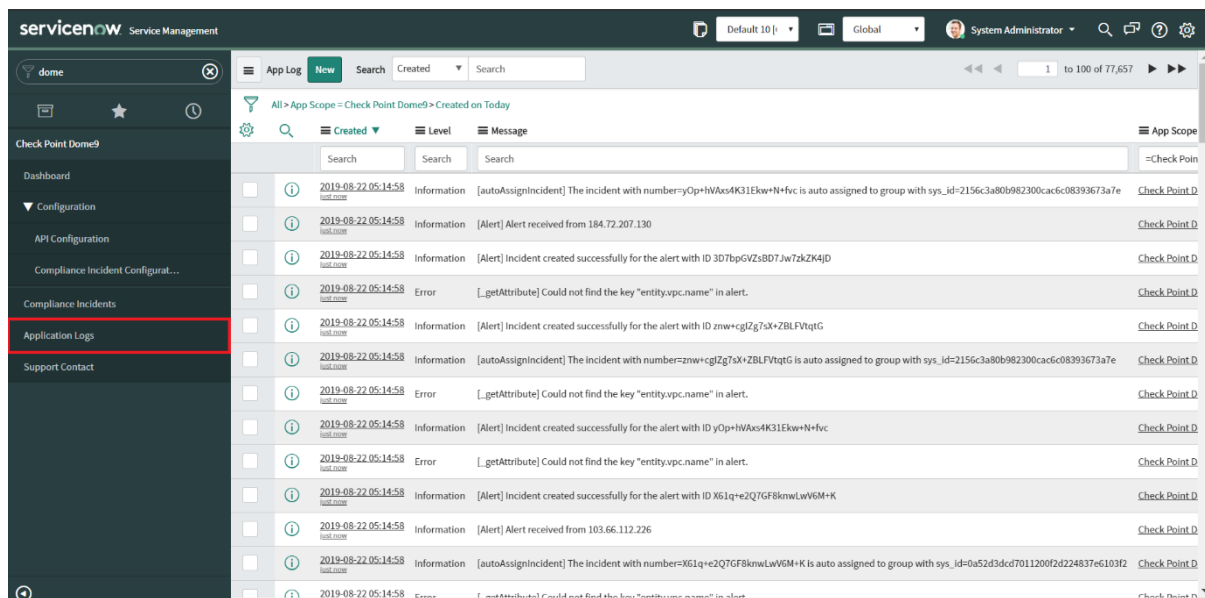 servicenow Service Management
Default 10
Global
System Administrator
dome
App Log New Search Created Search
1 to 100 of 77,657
All > App Scope = Check Point Dome9 > Created on Today
Created Level Message App Scope
Search Search Search =Check Poin
Check Point Dome9
Dashboard
Configuration
API Configuration
Compliance Incident Configurat...
Compliance Incidents
Application Logs
Support Contact
2019-08-22 05:14:58 Information [autoAssignIncident] The incident with number=yOp+hVAxs4K31Ekw+N+fvc is auto assigned to group with sys_id=2156c3a80b982300cac6c08393673a7e Check Point D
just now
2019-08-22 05:14:58 Information [Alert] Alert received from 184.72.207.130 Check Point D
just now
2019-08-22 05:14:58 Information [Alert] Incident created successfully for the alert with ID 3D7bpGVZsBD7Jw7zkZK4jD Check Point D
just now
2019-08-22 05:14:58 Error [_getAttribute] Could not find the key "entity.vpc.name" in alert. Check Point D
just now
2019-08-22 05:14:58 Information [Alert] Incident created successfully for the alert with ID znw+cgIZg7sX+ZBLFVtqtG Check Point D
just now
2019-08-22 05:14:58 Information [autoAssignIncident] The incident with number=znw+cgIZg7sX+ZBLFVtqtG is auto assigned to group with sys_id=2156c3a80b982300cac6c08393673a7e Check Point D
just now
2019-08-22 05:14:58 Error [_getAttribute] Could not find the key "entity.vpc.name" in alert. Check Point D
just now
2019-08-22 05:14:58 Information [Alert] Incident created successfully for the alert with ID yOp+hVAxs4K31Ekw+N+fvc Check Point D
just now
2019-08-22 05:14:58 Error [_getAttribute] Could not find the key "entity.vpc.name" in alert. Check Point D
just now
2019-08-22 05:14:58 Information [Alert] Incident created successfully for the alert with ID X61q+e2Q7GF8knwLwV6M+K Check Point D
just now
2019-08-22 05:14:58 Information [Alert] Alert received from 103.66.112.226 Check Point D
just now
2019-08-22 05:14:58 Information [autoAssignIncident] The incident with number=X61q+e2Q7GF8knwLwV6M+K is auto assigned to group with sys_id=0a52d3dcd7011200f2d224837e6103f2 Check Point D
just now
2019-08-22 05:14:58 Error [_getAttribute] Could not find the key "entity.vpc.name" in alert. Check Point D